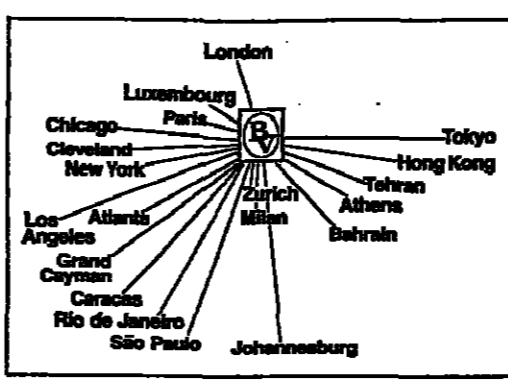 London
Luxembourg
Paris
Chicago
Cleveland
New York
BV
Tokyo
Hong Kong
Tehran
Athens
Bahrain
Zurich
Milan
Los
Angeles
Atlanta
Grand
Cayman
Caracas
Rio de Janeiro
São Paulo
Johannesburg